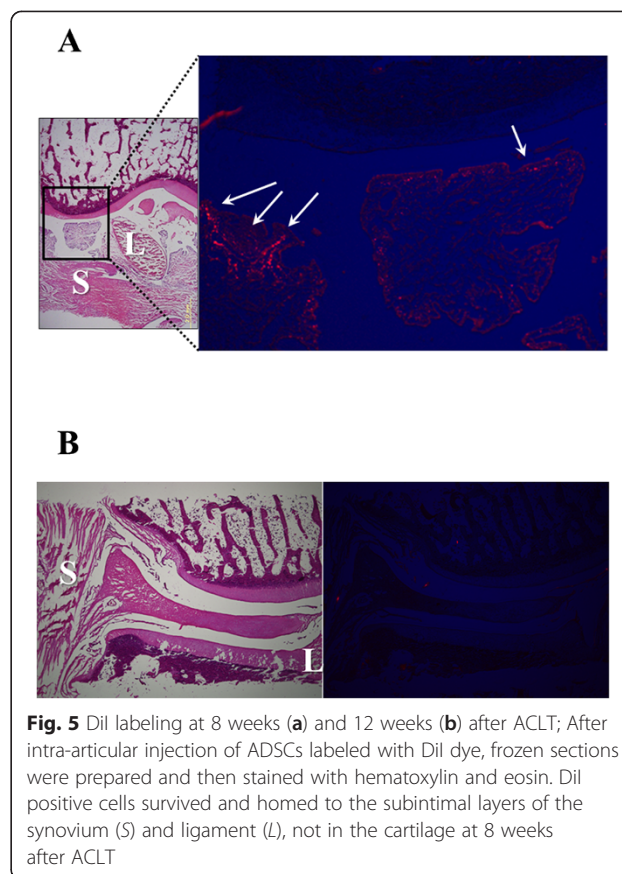 A
L
S
B
S
L
Fig. 5 DiI labeling at 8 weeks (a) and 12 weeks (b) after ACLT; After
intra-articular injection of ADSCs labeled with DiI dye, frozen sections
were prepared and then stained with hematoxylin and eosin. DiI
positive cells survived and homed to the subintimal layers of the
synovium (S) and ligament (L), not in the cartilage at 8 weeks
after ACLT